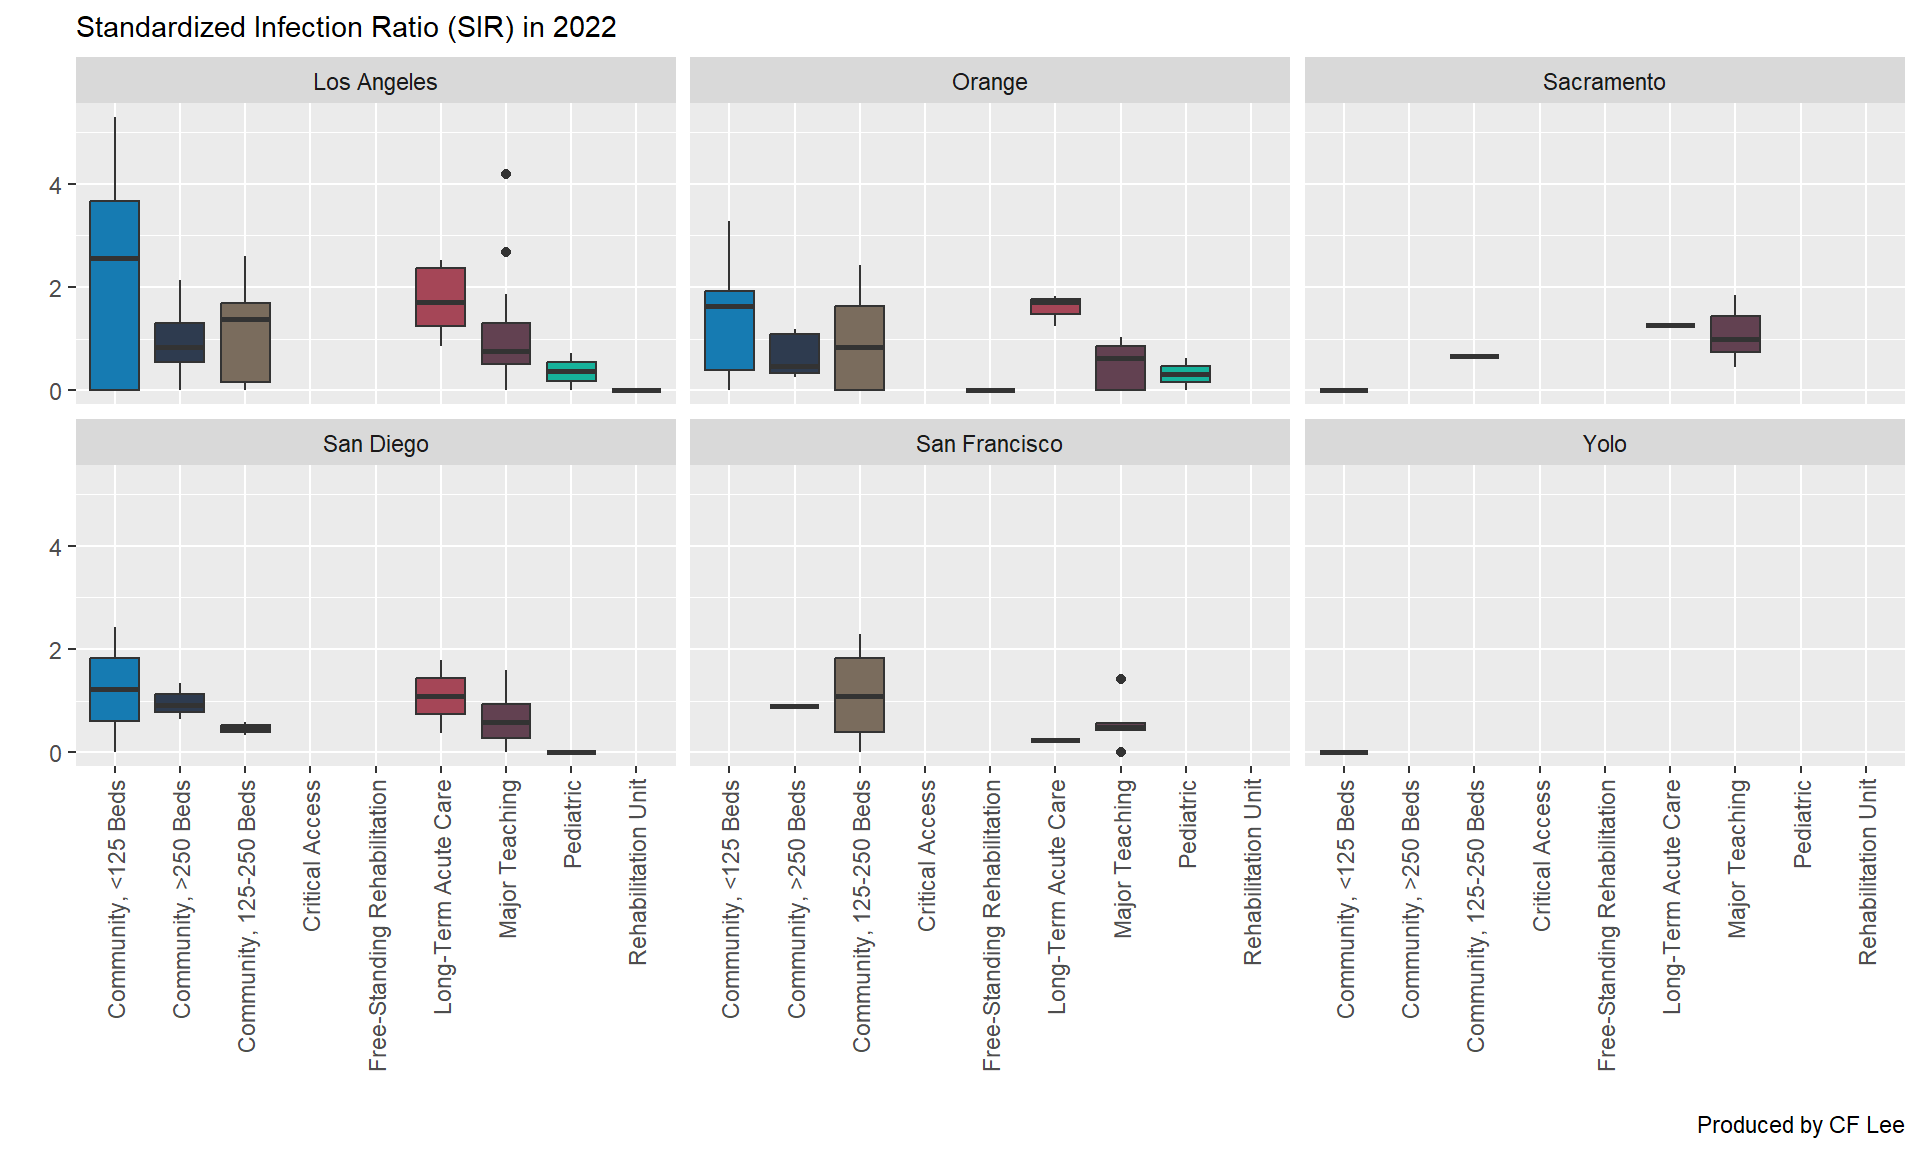 Standardized Infection Ratio (SIR) in 2022
Los Angeles
Orange
Sacramento
4
2
0
San Diego
San Francisco
Yolo
4
2
0
Community, <125 Beds
Community, >250 Beds
Community, 125-250 Beds
Critical Access
Free-Standing Rehabilitation
Long-Term Acute Care
Major Teaching
Pediatric
Rehabilitation Unit
Community, <125 Beds
Community, >250 Beds
Community, 125-250 Beds
Critical Access
Free-Standing Rehabilitation
Long-Term Acute Care
Major Teaching
Pediatric
Rehabilitation Unit
Community, <125 Beds
Community, >250 Beds
Community, 125-250 Beds
Critical Access
Free-Standing Rehabilitation
Long-Term Acute Care
Major Teaching
Pediatric
Rehabilitation Unit
Produced by CF Lee